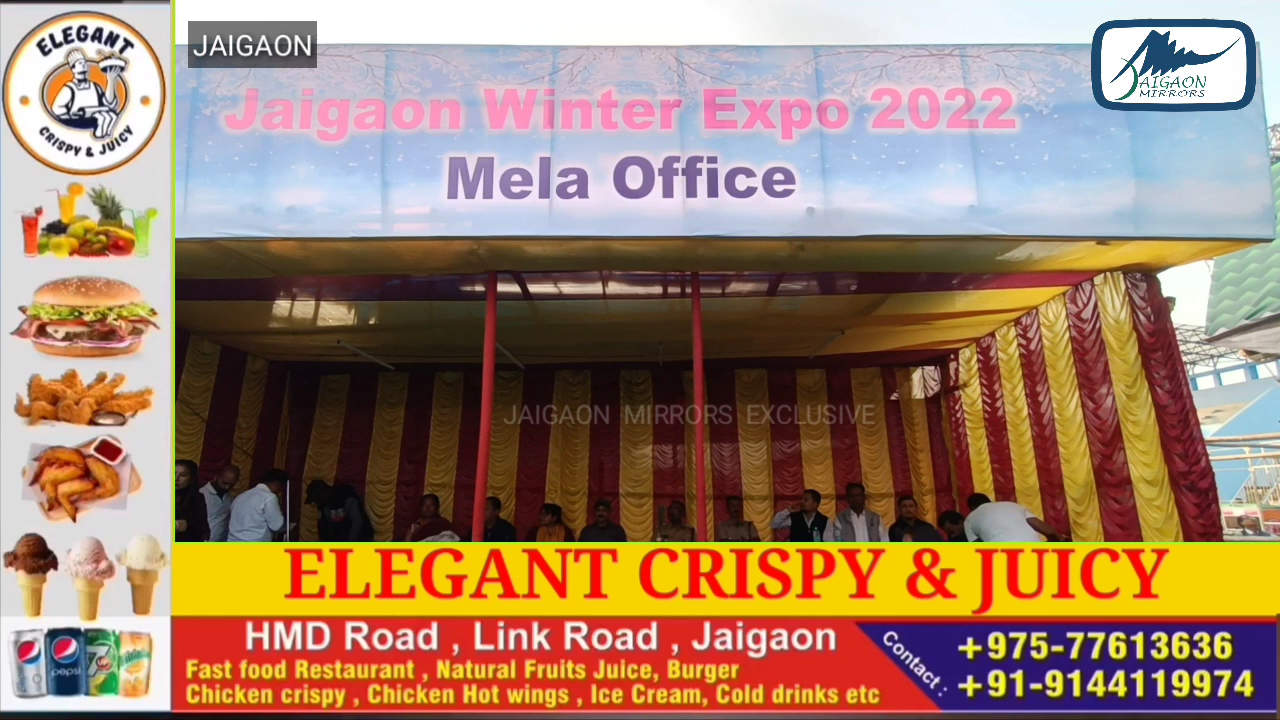 ELEGANT
CRISPY & JUICY
JAIGAON
JAIGAON
MIRRORS
Jaigaon Winter Expo 2022
Mela Office
JAIGAON MIRRORS EXCLUSIVE
pepsi
ELEGANT CRISPY & JUICY
HMD Road , Link Road , Jaigaon
Fast food Restaurant , Natural Fruits Juice, Burger
Chicken crispy , Chicken Hot wings , Ice Cream, Cold drinks etc
Contact :
+975-77613636
+91-9144119974